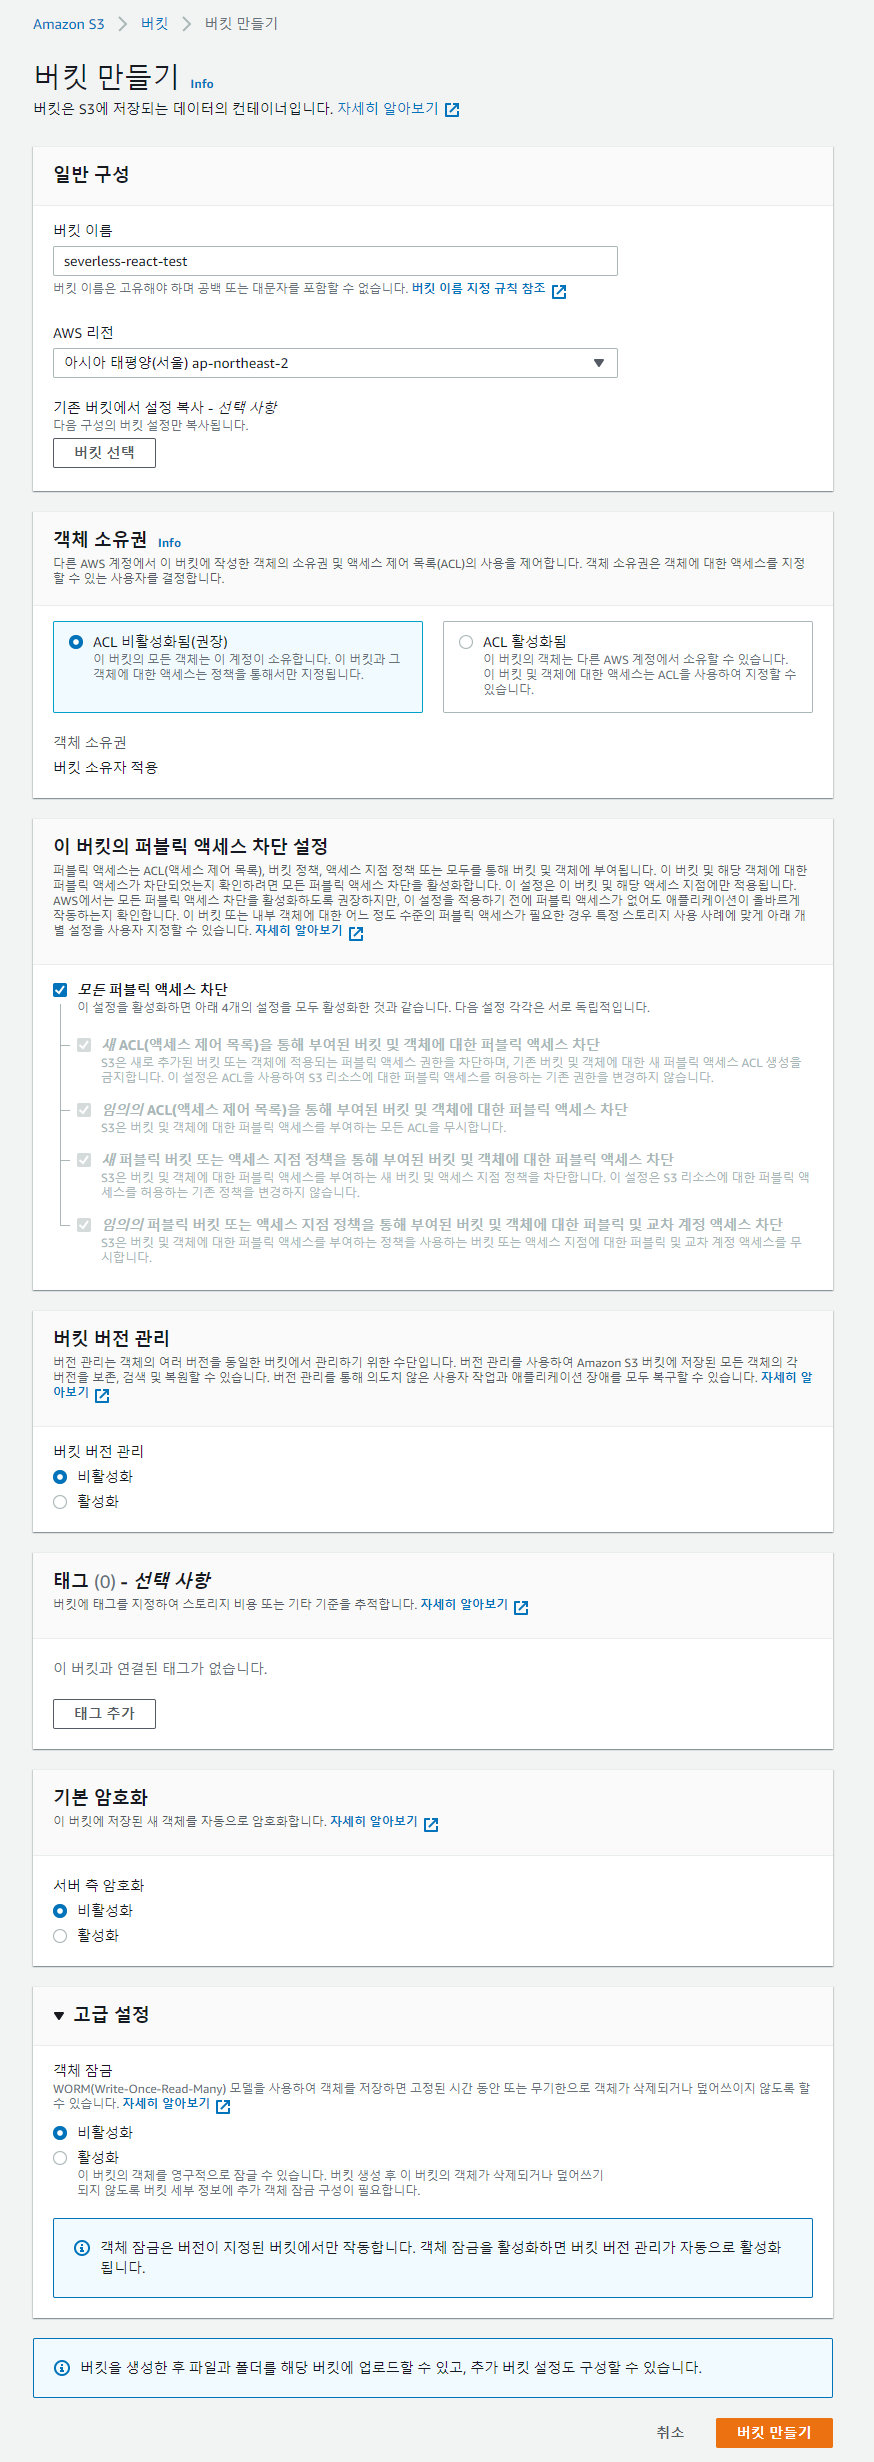 Amazon S3 > 버킷 > 버킷 만들기
버킷 만들기 Info
버킷은 S3에 저장되는 데이터의 컨테이너입니다. 자세히 알아보기
일반 구성
버킷 이름
severless-react-test
버킷 이름은 고유해야 하며 공백 또는 대문자를 포함할 수 없습니다. 버킷 이름 지정 규칙 참조
AWS 리전
아시아 태평양(서울) ap-northeast-2
기존 버킷에서 설정 복사 - 선택 사항
다음 구성의 버킷 설정만 복사됩니다.
버킷 선택
객체 소유권 Info
다른 AWS 계정에서 이 버킷에 작성한 객체의 소유권 및 액세스 제어 목록(ACL)의 사용을 제어합니다. 객체 소유권은 객체에 대한 액세스를 지정
할 수 있는 사용자를 결정합니다.
ACL 비활성화됨(권장)
이 버킷의 모든 객체는 이 계정이 소유합니다. 이 버킷과 그
객체에 대한 액세스는 정책을 통해서만 지정됩니다.
ACL 활성화됨
이 버킷의 객체는 다른 AWS 계정에서 소유할 수 있습니다.
이 버킷 및 객체에 대한 액세스는 ACL을 사용하여 지정할 수
있습니다.
객체 소유권
버킷 소유자 적용
이 버킷의 퍼블릭 액세스 차단 설정
퍼블릭 액세스는 ACL(액세스 제어 목록), 버킷 정책, 액세스 지점 정책 또는 모두를 통해 버킷 및 객체에 부여됩니다. 이 버킷 및 해당 객체에 대한
퍼블릭 액세스가 차단되었는지 확인하려면 모든 퍼블릭 액세스 차단을 활성화합니다. 이 설정은 이 버킷 및 해당 액세스 지점에만 적용됩니다.
AWS에서는 모든 퍼블릭 액세스 차단을 활성화하도록 권장하지만, 이 설정을 적용하기 전에 퍼블릭 액세스가 없어도 애플리케이션이 올바르게
작동하는지 확인합니다. 이 버킷 또는 내부 객체에 대한 어느 정도 수준의 퍼블릭 액세스가 필요한 경우 특정 스토리지 사용 사례에 맞게 아래 개
별 설정을 사용자 지정할 수 있습니다. 자세히 알아보기
모든 퍼블릭 액세스 차단
이 설정을 활성화하면 아래 4개의 설정을 모두 활성화한 것과 같습니다. 다음 설정 각각은 서로 독립적입니다.
새 ACL(액세스 제어 목록)을 통해 부여된 버킷 및 객체에 대한 퍼블릭 액세스 차단
S3은 새로 추가된 버킷 또는 객체에 적용되는 퍼블릭 액세스 권한을 차단하며, 기존 버킷 및 객체에 대한 새 퍼블릭 액세스 ACL 생성을
금지합니다. 이 설정은 ACL을 사용하여 S3 리소스에 대한 퍼블릭 액세스를 허용하는 기존 권한을 변경하지 않습니다.
임의의 ACL(액세스 제어 목록)을 통해 부여된 버킷 및 객체에 대한 퍼블릭 액세스 차단
S3은 버킷 및 객체에 대한 퍼블릭 액세스를 부여하는 모든 ACL을 무시합니다.
새 퍼블릭 버킷 또는 액세스 지점 정책을 통해 부여된 버킷 및 객체에 대한 퍼블릭 액세스 차단
S3은 버킷 및 객체에 대한 퍼블릭 액세스를 부여하는 새 버킷 및 액세스 지점 정책을 차단합니다. 이 설정은 S3 리소스에 대한 퍼블릭 액
세스를 허용하는 기존 정책을 변경하지 않습니다.
임의의 퍼블릭 버킷 또는 액세스 지점 정책을 통해 부여된 버킷 및 객체에 대한 퍼블릭 및 교차 계정 액세스 차단
S3은 버킷 및 객체에 대한 퍼블릭 액세스를 부여하는 정책을 사용하는 버킷 또는 액세스 지점에 대한 퍼블릭 및 교차 계정 액세스를 무
시합니다.
버킷 버전 관리
버전 관리는 객체의 여러 버전을 동일한 버킷에서 관리하기 위한 수단입니다. 버전 관리를 사용하여 Amazon S3 버킷에 저장된 모든 객체의 각
버전을 보존, 검색 및 복원할 수 있습니다. 버전 관리를 통해 의도치 않은 사용자 작업과 애플리케이션 장애를 모두 복구할 수 있습니다. 자세히 알
아보기
버킷 버전 관리
비활성화
활성화
태그 (0) - 선택 사항
버킷에 태그를 지정하여 스토리지 비용 또는 기타 기준을 추적합니다. 자세히 알아보기
이 버킷과 연결된 태그가 없습니다.
태그 추가
기본 암호화
이 버킷에 저장된 새 객체를 자동으로 암호화합니다. 자세히 알아보기
서버 측 암호화
비활성화
활성화
고급 설정
객체 잠금
WORM(Write-Once-Read-Many) 모델을 사용하여 객체를 저장하면 고정된 시간 동안 또는 무기한으로 객체가 삭제되거나 덮어쓰이지 않도록 할
수 있습니다. 자세히 알아보기
비활성화
활성화
이 버킷의 객체를 영구적으로 잠글 수 있습니다. 버킷 생성 후 이 버킷의 객체가 삭제되거나 덮어쓰기
되지 않도록 버킷 세부 정보에 추가 객체 잠금 구성이 필요합니다.
객체 잠금은 버전이 지정된 버킷에서만 작동합니다. 객체 잠금을 활성화하면 버킷 버전 관리가 자동으로 활성화
됩니다.
버킷을 생성한 후 파일과 폴더를 해당 버킷에 업로드할 수 있고, 추가 버킷 설정도 구성할 수 있습니다.
취소 버킷 만들기